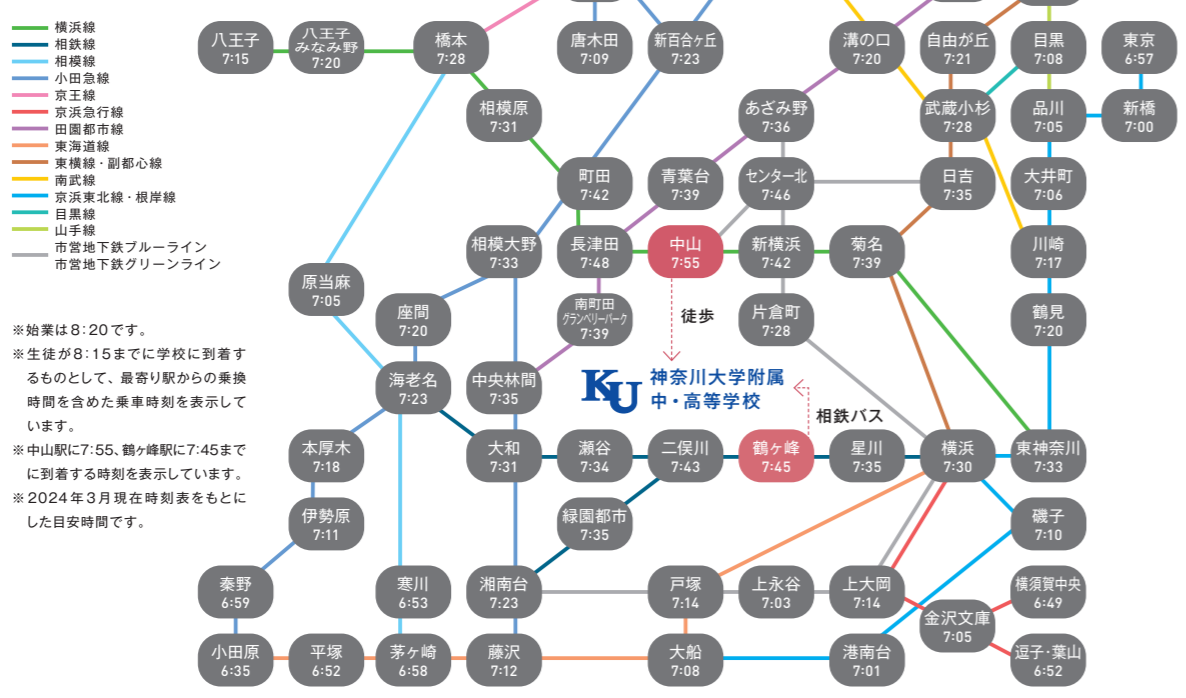 横浜線
相鉄線
相模線
小田急線
京王線
京浜急行線
田園都市線
東海道線
東横線・副都心線
南武線
京浜東北線・根岸線
目黒線
山手線
市営地下鉄ブルーライン
市営地下鉄グリーンライン
※始業は8:20です。
※生徒が8:15までに学校に到着す
るものとして、最寄り駅からの乗換
時間を含めた乗車時刻を表示して
います。
※中山駅に7:55、鶴ヶ峰駅に7:45まで
に到着する時刻を表示しています。
※2024年3月現在時刻表をもとに
した目安時間です。
八王子
7:15
八王子
みなみ野
7:20
橋本
7:28
唐木田
7:09
新百合ヶ丘
7:23
溝の口
7:20
自由が丘
7:21
目黒
7:08
東京
6:57
相模原
7:31
あざみ野
7:36
武蔵小杉
7:28
品川
7:05
新橋
7:00
町田
7:42
青葉台
7:39
センター北
7:46
日吉
7:35
大井町
7:06
相模大野
7:33
長津田
7:48
中山
7:55
新横浜
7:42
菊名
7:39
川崎
7:17
原当麻
7:05
座間
7:20
南町田
グランベリーパーク
7:39
徒歩
片倉町
7:28
鶴見
7:20
海老名
7:23
中央林間
7:35
KU
神奈川大学附属
中・高等学校
相鉄バス
本厚木
7:18
大和
7:31
瀬谷
7:34
二俣川
7:43
鶴ヶ峰
7:45
星川
7:35
横浜
7:30
東神奈川
7:33
伊勢原
7:11
緑園都市
7:35
磯子
7:10
秦野
6:59
寒川
6:53
湘南台
7:23
戸塚
7:14
上永谷
7:03
上大岡
7:14
金沢文庫
7:05
横須賀中央
6:49
小田原
6:35
平塚
6:52
茅ヶ崎
6:58
藤沢
7:12
大船
7:08
港南台
7:01
逗子・葉山
6:52